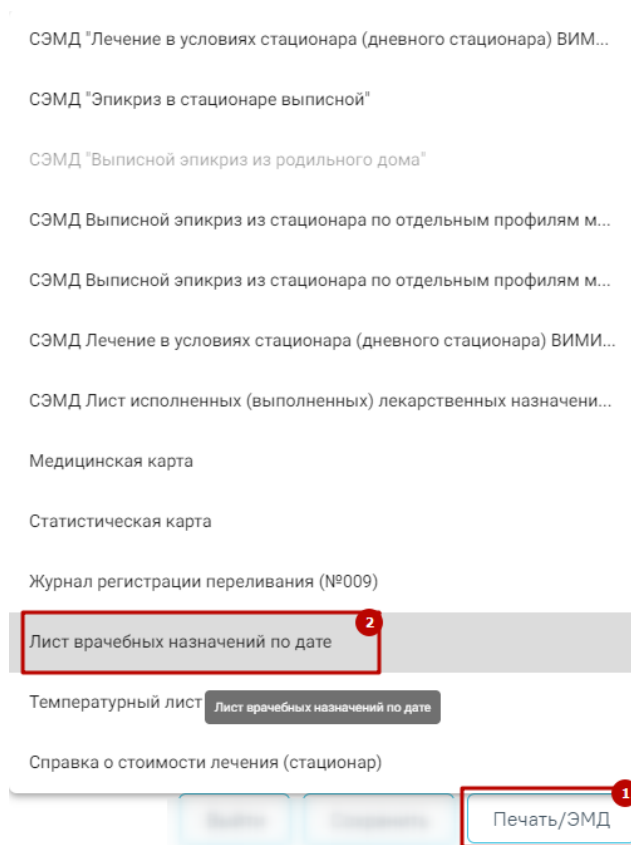 СЭМД "Лечение в условиях стационара (дневного стационара) ВИМ...
СЭМД "Эпикриз в стационаре выписной"
СЭМД "Выписной эпикриз из родильного дома"
СЭМД Выписной эпикриз из стационара по отдельным профилям м...
СЭМД Выписной эпикриз из стационара по отдельным профилям м...
СЭМД Лечение в условиях стационара (дневного стационара) ВИМИ...
СЭМД Лист исполненных (выполненных) лекарственных назначени...
Медицинская карта
Статистическая карта
Журнал регистрации переливания (№009)
2
Лист врачебных назначений по дате
Температурный лист
Лист врачебных назначений по дате
Справка о стоимости лечения (стационар)
1
Печать/ЭМД